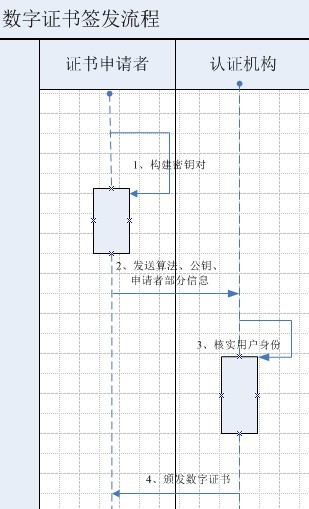 数字证书签发流程
证书申请者
认证机构
1、构建密钥对
2、发送算法、公钥、
申请者部分信息
3、核实用户身份
4、颁发数字证书